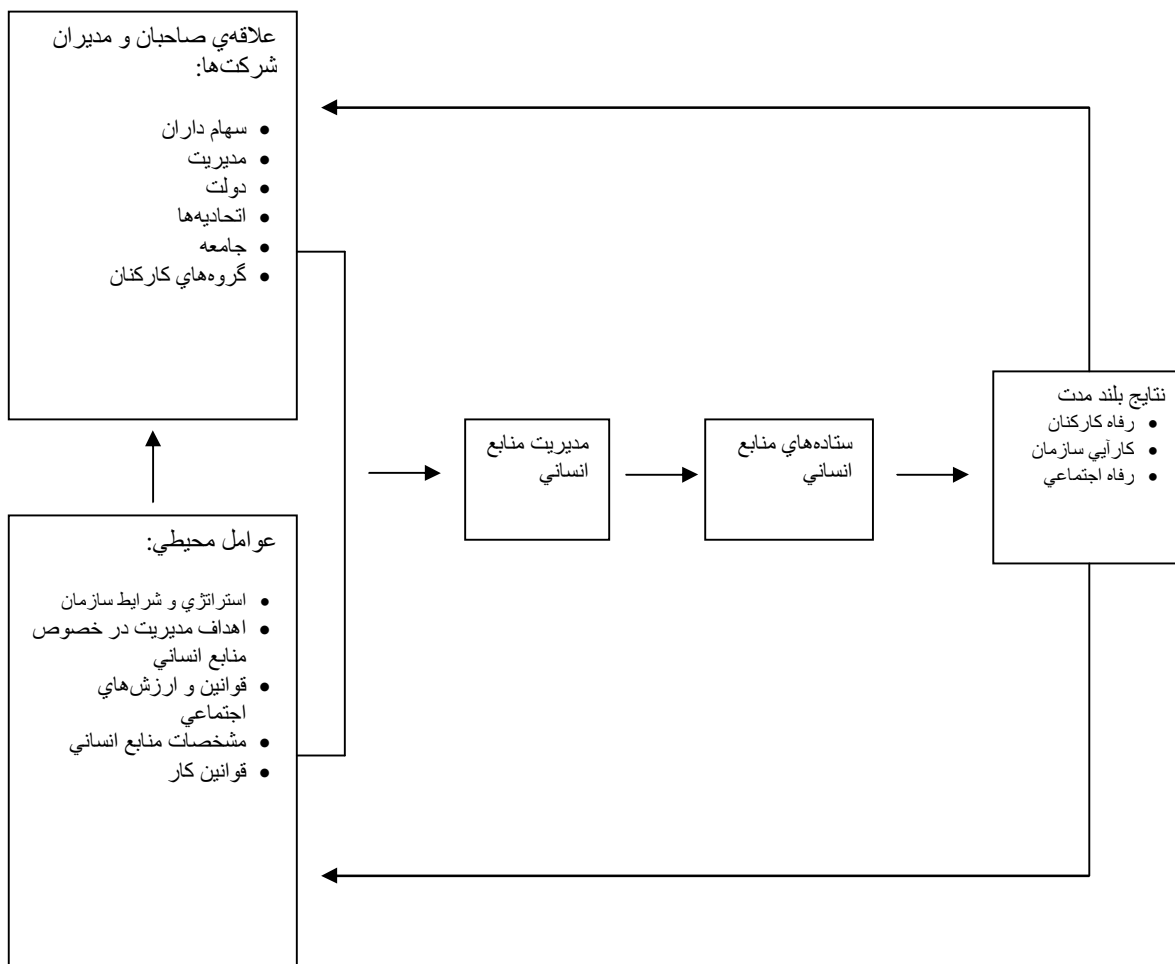 علاقه‌ي صاحبان و مديران
شركت‌ها:
• سهام داران
• مديريت
• دولت
• اتحاديه‌ها
• جامعه
• گروه‌هاي كاركنان
عوامل محيطي:
• استراتژي و شرايط سازمان
• اهداف مديريت در خصوص
منابع انساني
• قوانين و ارزش‌هاي
اجتماعي
• مشخصات منابع انساني
• قوانين كار
مديريت منابع
انساني
ستاده‌هاي منابع
انساني
نتايج بلند مدت
• رفاه كاركنان
• كارآيي سازمان
• رفاه اجتماعي